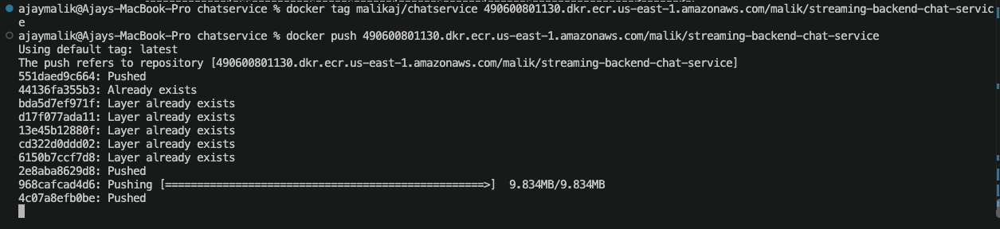 ajaymalik@Ajays-MacBook-Pro chatservice % docker tag malikaj/chatservice 490600801130.dkr.ecr.us-east-1.amazonaws.com/malik/streaming-backend-chat-servic
e
ajaymalik@Ajays-MacBook-Pro chatservice % docker push 490600801130.dkr.ecr.us-east-1.amazonaws.com/malik/streaming-backend-chat-service
Using default tag: latest
The push refers to repository [490600801130.dkr.ecr.us-east-1.amazonaws.com/malik/streaming-backend-chat-service]
551daed9c664: Pushed
44136fa355b3: Already exists
bda5d7ef971f: Layer already exists
d17f077ada11: Layer already exists
13e45b12880f: Layer already exists
cd322d0ddd02: Layer already exists
6150b7ccf7d8: Layer already exists
2e8aba8629d8: Pushed
968cafcad4d6: Pushing [==================================================>]  9.834MB/9.834MB
4c07a8efb0be: Pushed